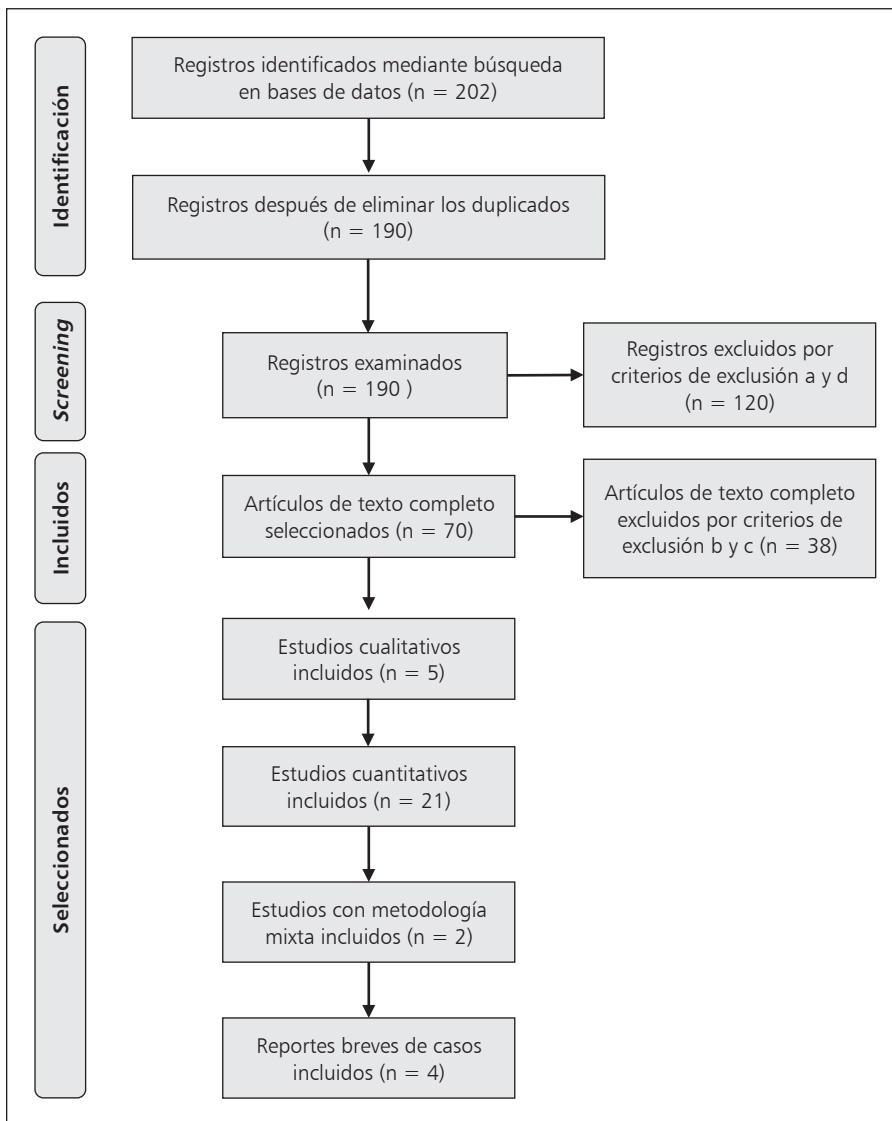 Identificación
Registros identificados mediante búsqueda
en bases de datos (n = 202)
Registros después de eliminar los duplicados
(n = 190)
Screening
Registros examinados
(n = 190 )
Registros excluidos por
criterios de exclusión a y d
(n = 120)
Incluidos
Artículos de texto completo
seleccionados (n = 70)
Artículos de texto completo
excluidos por criterios de
exclusión b y c (n = 38)
Seleccionados
Estudios cualitativos
incluidos (n = 5)
Estudios cuantitativos
incluidos (n = 21)
Estudios con metodología
mixta incluidos (n = 2)
Reportes breves de casos
incluidos (n = 4)